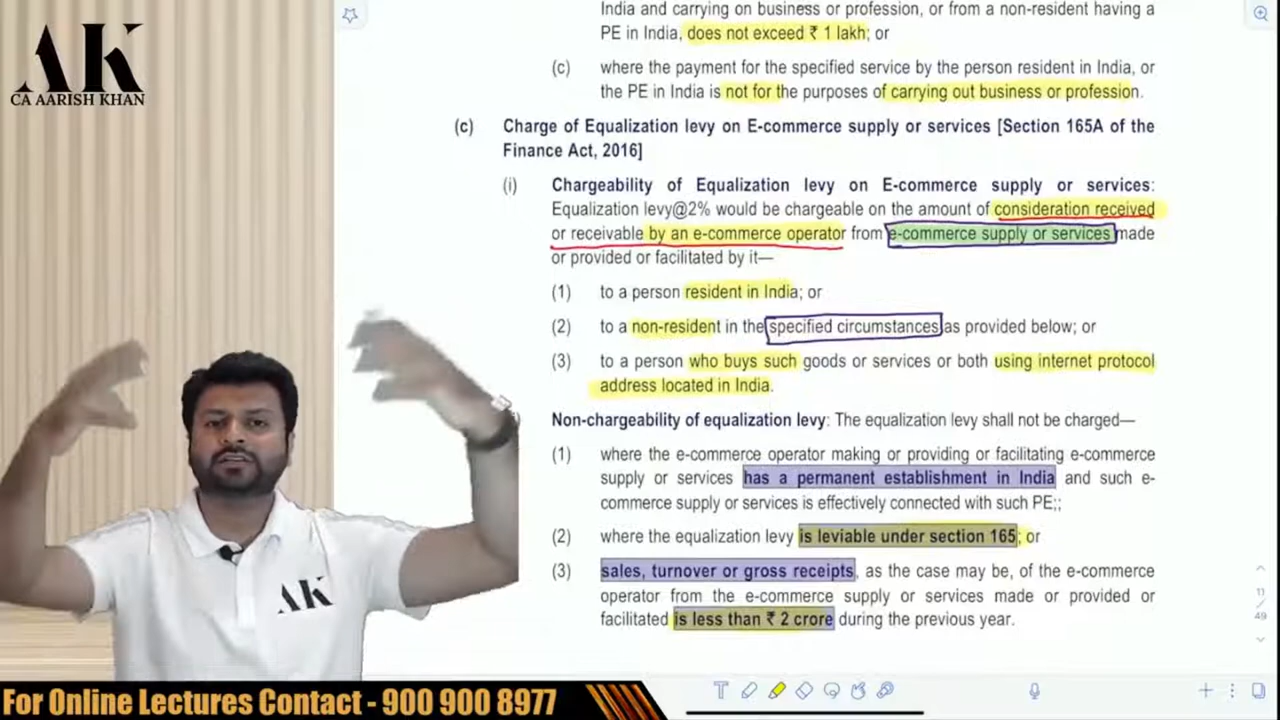 AK
CA AARISH KHAN
India and carrying on business or profession, or from a non-resident having a
PE in India, does not exceed ₹ 1 lakh; or
(c) where the payment for the specified service by the person resident in India, or
the PE in India is not for the purposes of carrying out business or profession.
(c) Charge of Equalization levy on E-commerce supply or services [Section 165A of the
Finance Act, 2016]
(i) Chargeability of Equalization levy on E-commerce supply or services:
Equalization levy@2% would be chargeable on the amount of consideration received
or receivable by an e-commerce operator from e-commerce supply or services made
or provided or facilitated by it—
(1) to a person resident in India; or
(2) to a non-resident in the specified circumstances as provided below; or
(3) to a person who buys such goods or services or both using internet protocol
address located in India.
Non-chargeability of equalization levy: The equalization levy shall not be charged—
(1) where the e-commerce operator making or providing or facilitating e-commerce
supply or services has a permanent establishment in India and such e-
commerce supply or services is effectively connected with such PE;;
(2) where the equalization levy is leviable under section 165; or
(3) sales, turnover or gross receipts, as the case may be, of the e-commerce
operator from the e-commerce supply or services made or provided or
facilitated is less than ₹ 2 crore during the previous year.
AK
11
/
49
For Online Lectures Contact - 900 900 8977